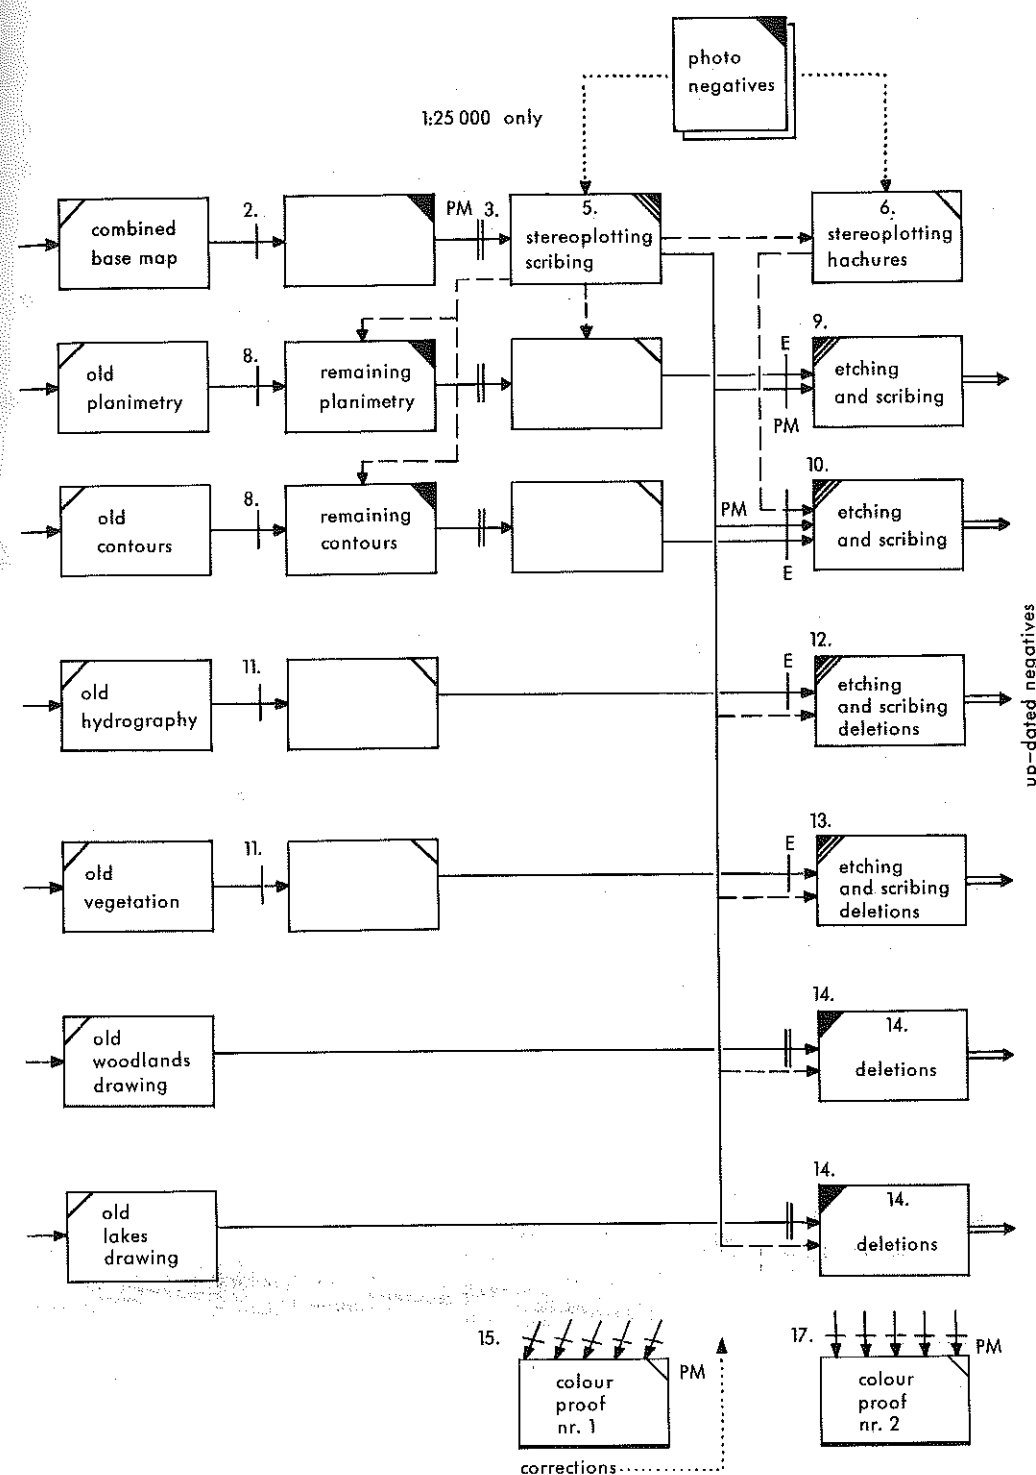 photo
negatives
1:25 000 only
combined
base map
2.
PM 3.
5.
stereoplotting
scribing
6.
stereoplotting
hachures
old
planimetry
8.
remaining
planimetry
E
PM
9.
etching
and scribing
old
contours
8.
remaining
contours
PM
E
10.
etching
and scribing
old
hydrography
11.
E
12.
etching
and scribing
deletions
up-dated negatives
old
vegetation
11.
E
13.
etching
and scribing
deletions
old
woodlands
drawing
14.
14.
deletions
old
lakes
drawing
14.
14.
deletions
15.
PM
colour
proof
nr. 1
corrections
17.
PM
colour
proof
nr. 2